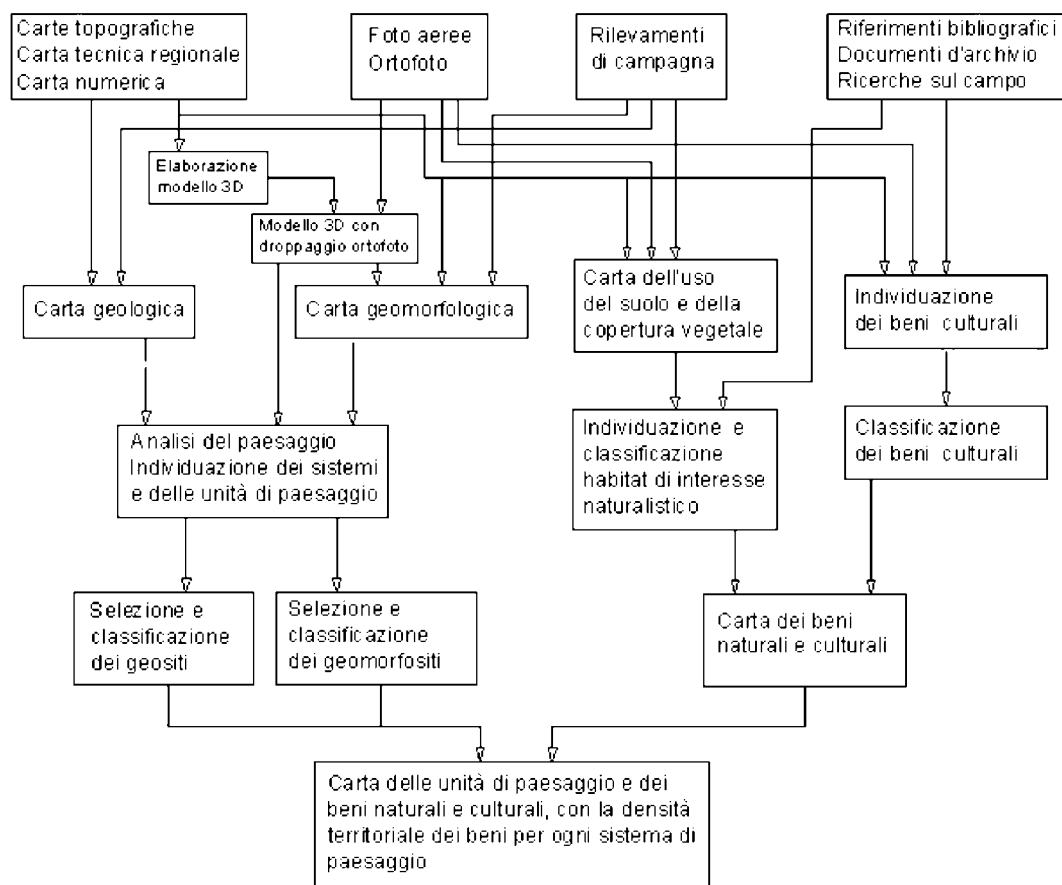 Carte topografiche
Carta tecnica regionale
Carta numerica
Foto aeree
Ortofoto
Rilevamenti
di campagna
Riferimenti bibliografici
Documenti d'archivio
Ricerche sul campo
Elaborazione
modello 3D
Modello 3D con
droppaggio ortofoto
Carta geologica
Carta geomorfologica
Carta dell'uso
del suolo e della
copertura vegetale
Individuazione
dei beni culturali
Analisi del paesaggio
Individuazione dei sistemi
e delle unità di paesaggio
Individuazione e
classificazione
habitat di interesse
naturalistico
Classificazione
dei beni culturali
Selezione e
classificazione
dei geositi
Selezione e
classificazione
dei geomorfositi
Carta dei beni
naturali e culturali
Carta delle unità di paesaggio e dei
beni naturali e culturali, con la densità
territoriale dei beni per ogni sistema di
paesaggio